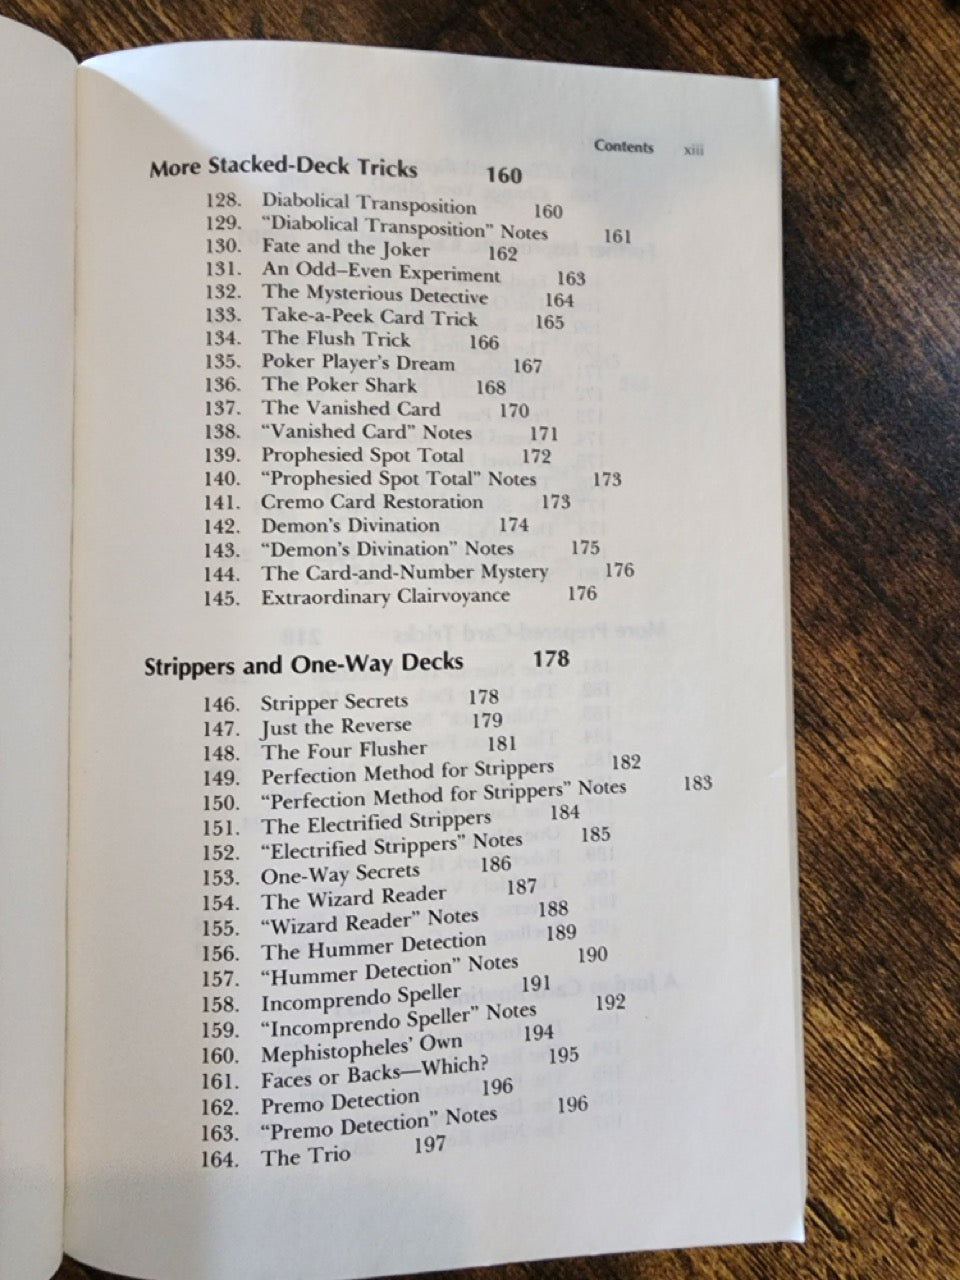 Contents xiii
More Stacked-Deck Tricks 160
128. Diabolical Transposition 160
129. “Diabolical Transposition” Notes 161
130. Fate and the Joker 162
131. An Odd–Even Experiment 163
132. The Mysterious Detective 164
133. Take-a-Peek Card Trick 165
134. The Flush Trick 166
135. Poker Player's Dream 167
136. The Poker Shark 168
137. The Vanished Card 170
138. “Vanished Card” Notes 171
139. Prophesied Spot Total 172
140. “Prophesied Spot Total” Notes 173
141. Cremo Card Restoration 173
142. Demon's Divination 174
143. “Demon's Divination” Notes 175
144. The Card-and-Number Mystery 176
145. Extraordinary Clairvoyance 176
Strippers and One-Way Decks 178
146. Stripper Secrets 178
147. Just the Reverse 179
148. The Four Flusher 181
149. Perfection Method for Strippers 182
150. “Perfection Method for Strippers” Notes 183
151. The Electrified Strippers 184
152. “Electrified Strippers” Notes 185
153. One-Way Secrets 186
154. The Wizard Reader 187
155. “Wizard Reader” Notes 188
156. The Hummer Detection 189
157. “Hummer Detection” Notes 190
158. Incomprendo Speller 191
159. “Incomprendo Speller” Notes 192
160. Mephistopheles' Own 194
161. Faces or Backs—Which? 195
162. Premo Detection 196
163. “Premo Detection” Notes 196
164. The Trio 197